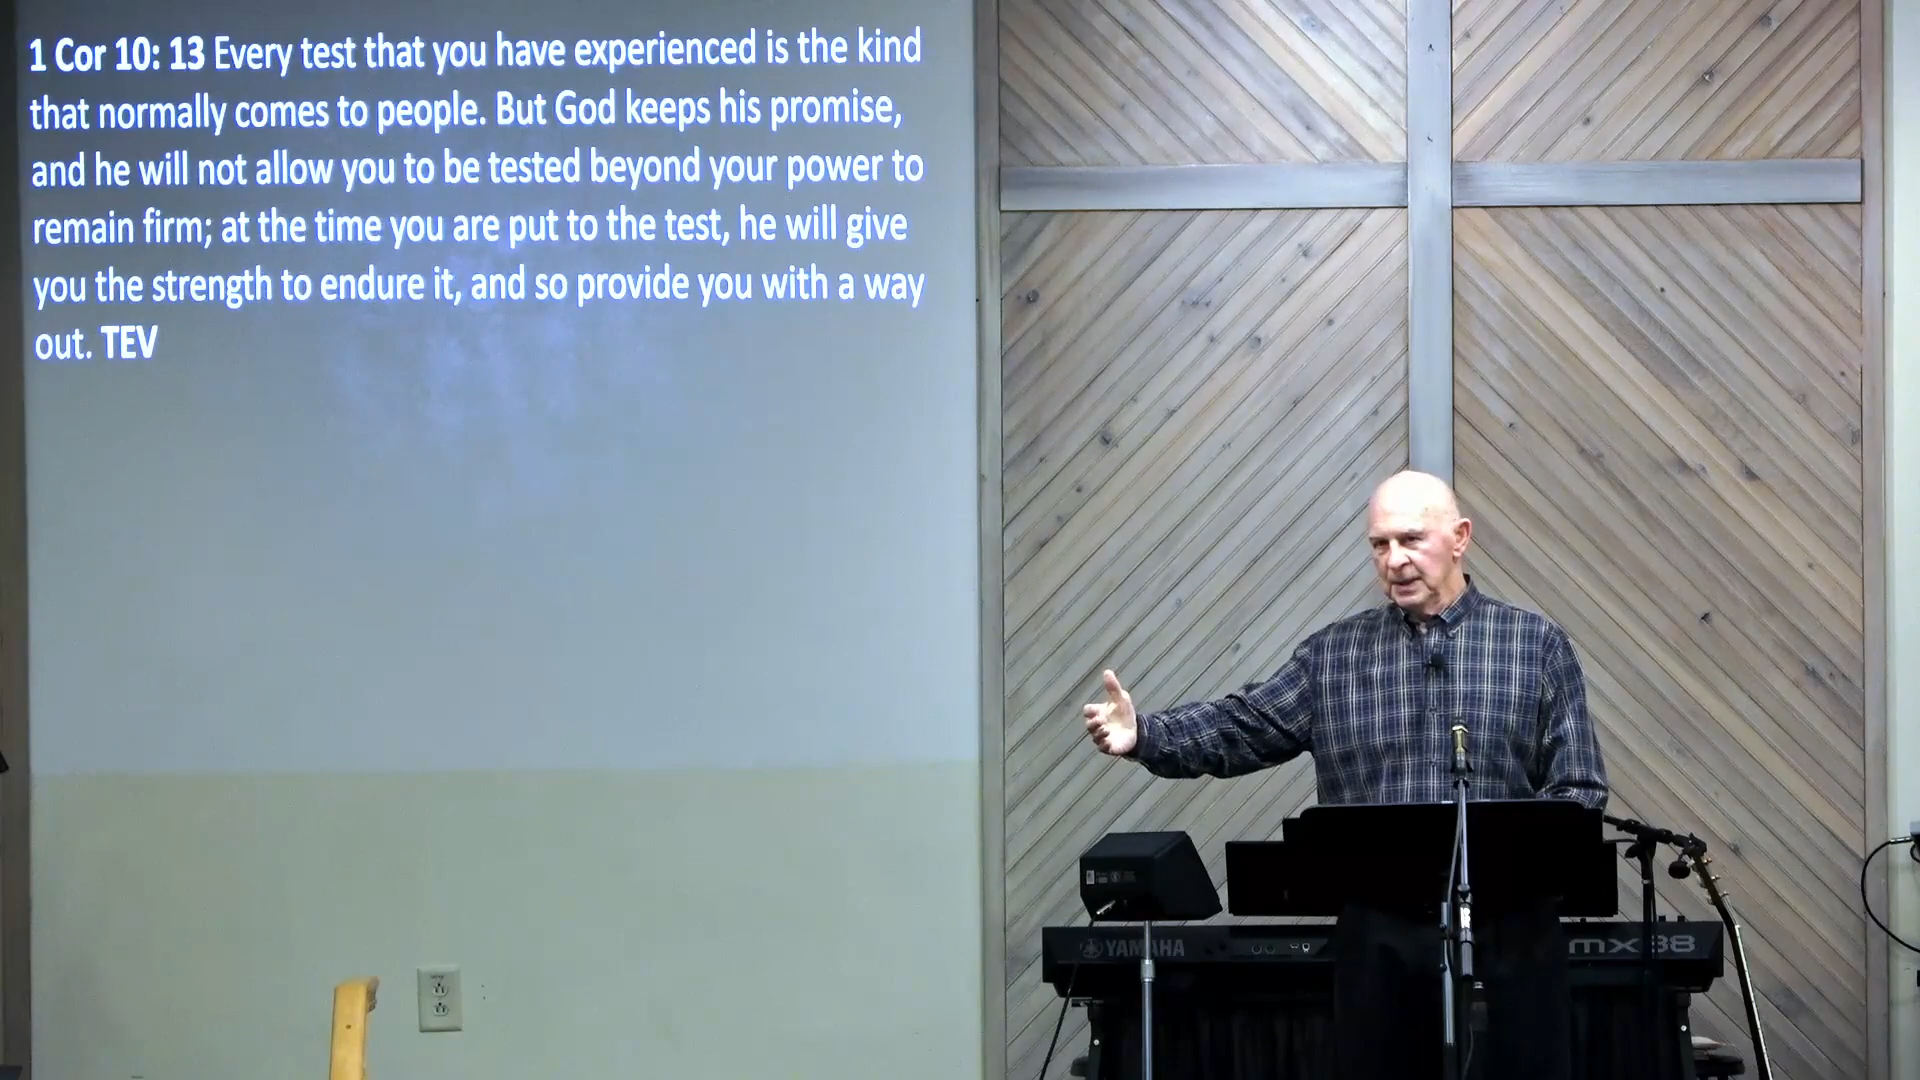 1 Cor 10: 13 Every test that you have experienced is the kind
that normally comes to people. But God keeps his promise,
and he will not allow you to be tested beyond your power to
remain firm; at the time you are put to the test, he will give
you the strength to endure it, and so provide you with a way
out. TEV
YAMAHA
mx88